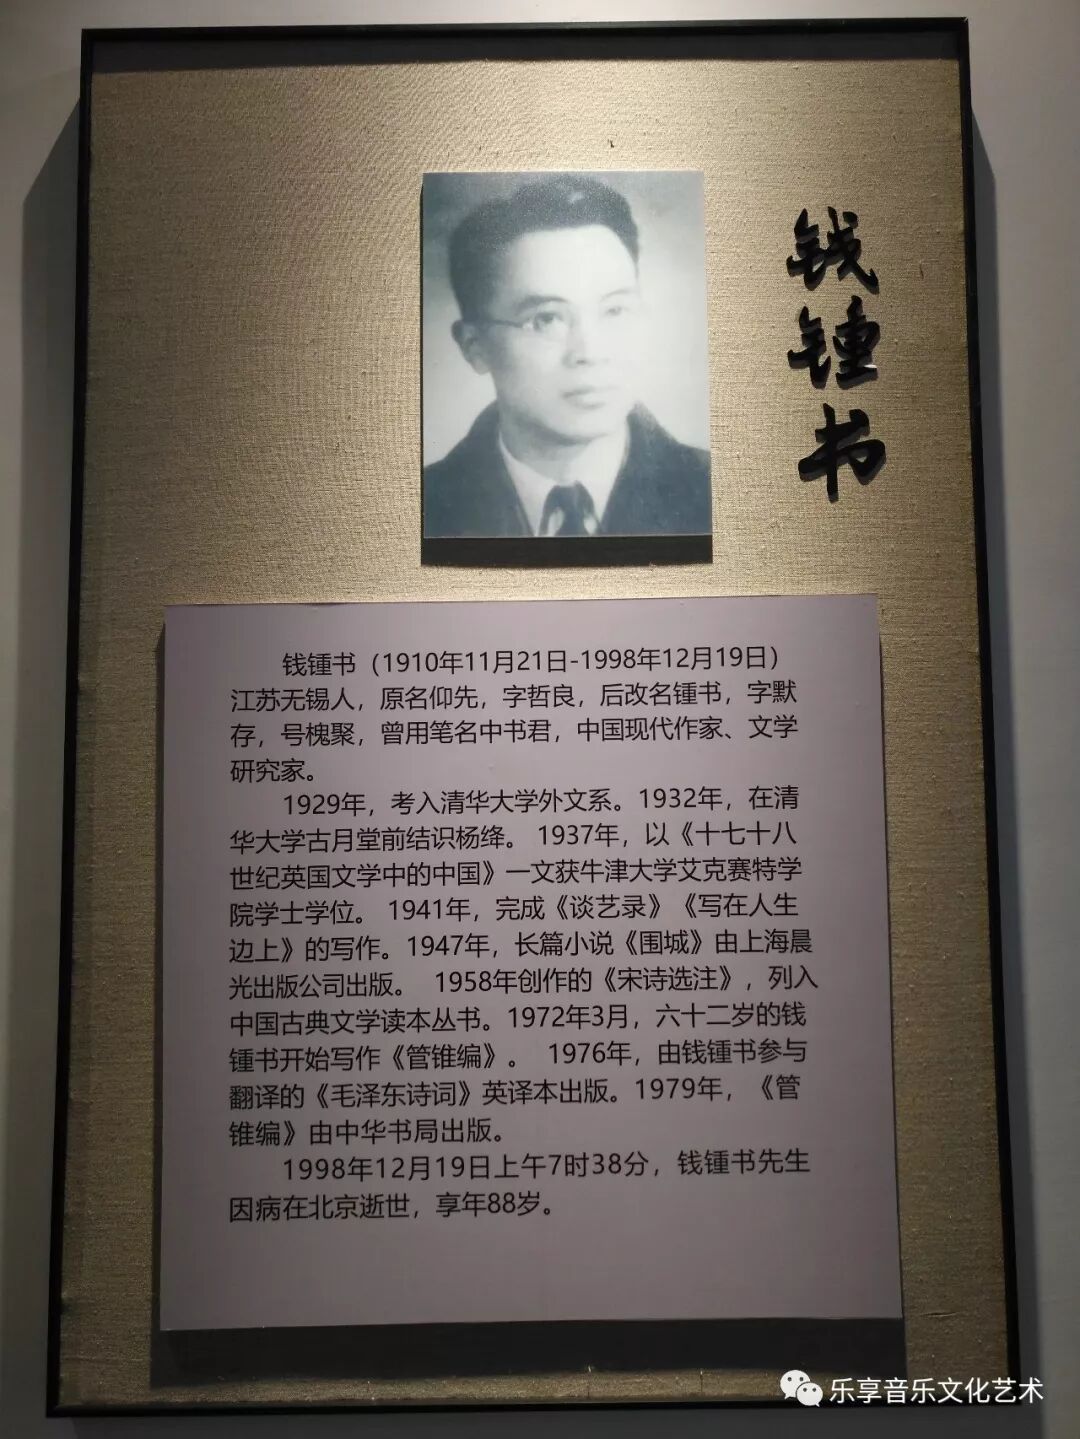 钱锺书
钱锺书（1910年11月21日-1998年12月19日）
江苏无锡人，原名仰先，字哲良，后改名锺书，字默
存，号槐聚，曾用笔名中书君，中国现代作家、文学
研究家。
1929年，考入清华大学外文系。1932年，在清
华大学古月堂前结识杨绛。 1937年，以《十七十八
世纪英国文学中的中国》一文获牛津大学艾克赛特学
院学士学位。 1941年，完成《谈艺录》《写在人生
边上》的写作。1947年，长篇小说《围城》由上海晨
光出版公司出版。 1958年创作的《宋诗选注》，列入
中国古典文学读本丛书。1972年3月，六十二岁的钱
锺书开始写作《管锥编》。 1976年，由钱锺书参与
翻译的《毛泽东诗词》英译本出版。1979年，《管
锥编》由中华书局出版。
1998年12月19日上午7时38分，钱锺书先生
因病在北京逝世，享年88岁。
乐享音乐文化艺术